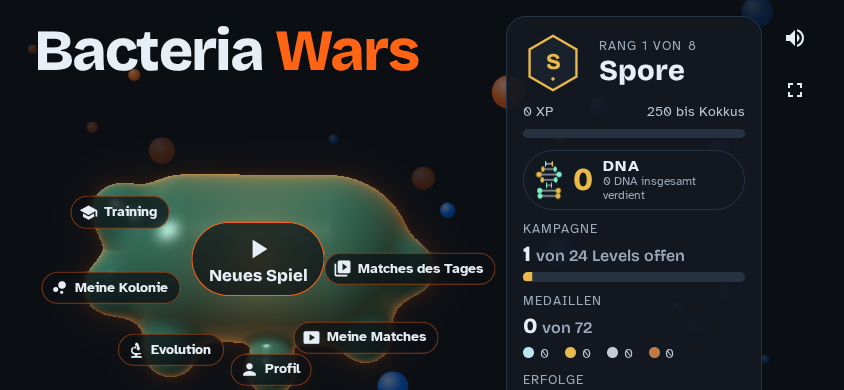 Bacteria Wars
S
RANG 1 VON 8
Spore
0 XP
250 bis Kokkus
0
DNA
0 DNA insgesamt
verdient
KAMPAGNE
1 von 24 Levels offen
MEDAILLEN
0 von 72
0 0 0 0
ERFOLGE
Training
Neues Spiel
Matches des Tages
Meine Kolonie
Meine Matches
Evolution
Profil